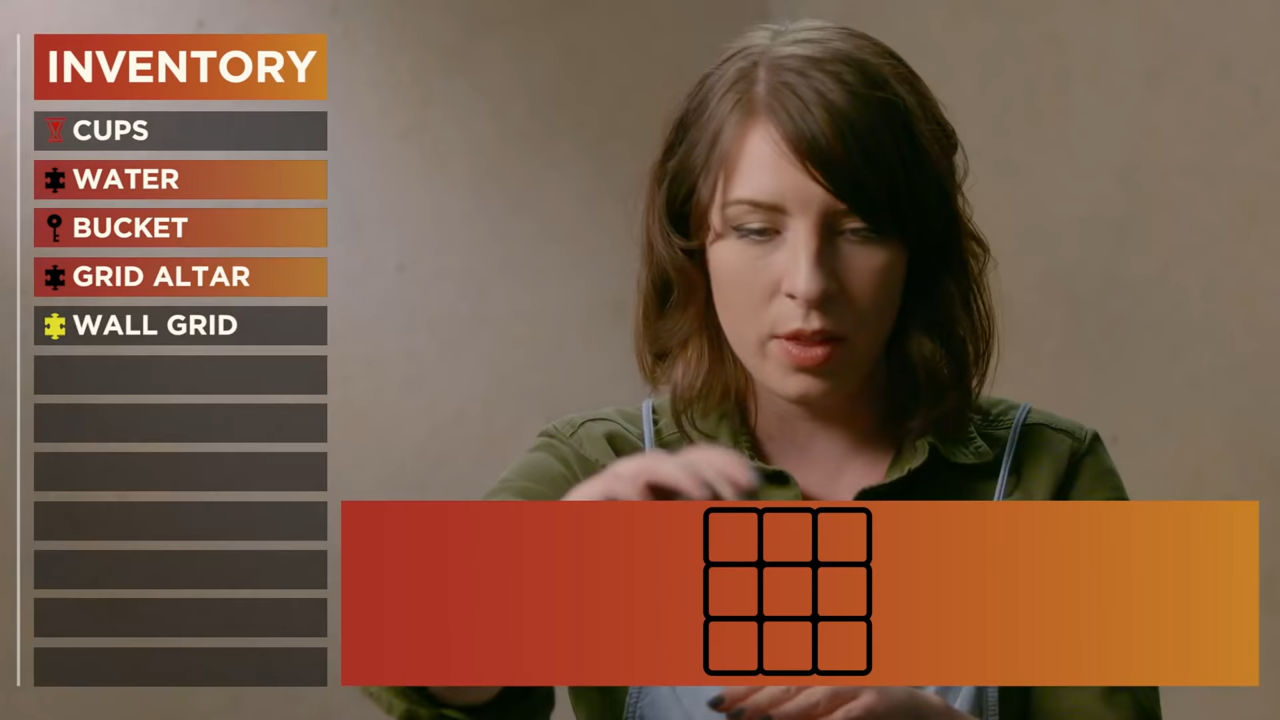 INVENTORY
CUPS
WATER
BUCKET
GRID ALTAR
WALL GRID